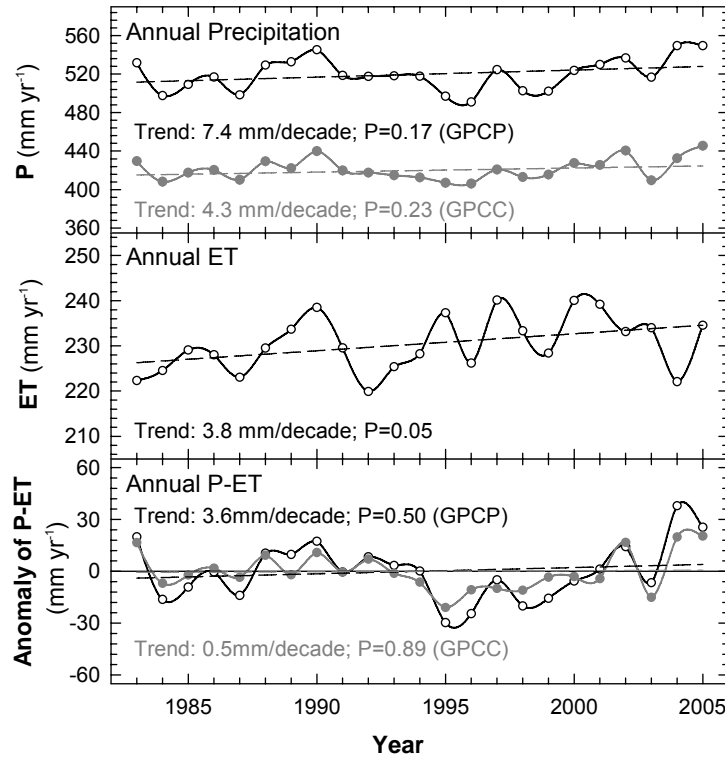 Annual Precipitation
560
520
480
440
400
360
P (mm yr⁻¹)
Trend: 7.4 mm/decade; P=0.17 (GPCP)
Trend: 4.3 mm/decade; P=0.23 (GPCC)
Annual ET
250
240
230
220
210
ET (mm yr⁻¹)
Trend: 3.8 mm/decade; P=0.05
Annual P-ET
60
30
0
-30
-60
Anomaly of P-ET
(mm yr⁻¹)
Trend: 3.6mm/decade; P=0.50 (GPCP)
Trend: 0.5mm/decade; P=0.89 (GPCC)
1985 1990 1995 2000 2005
Year